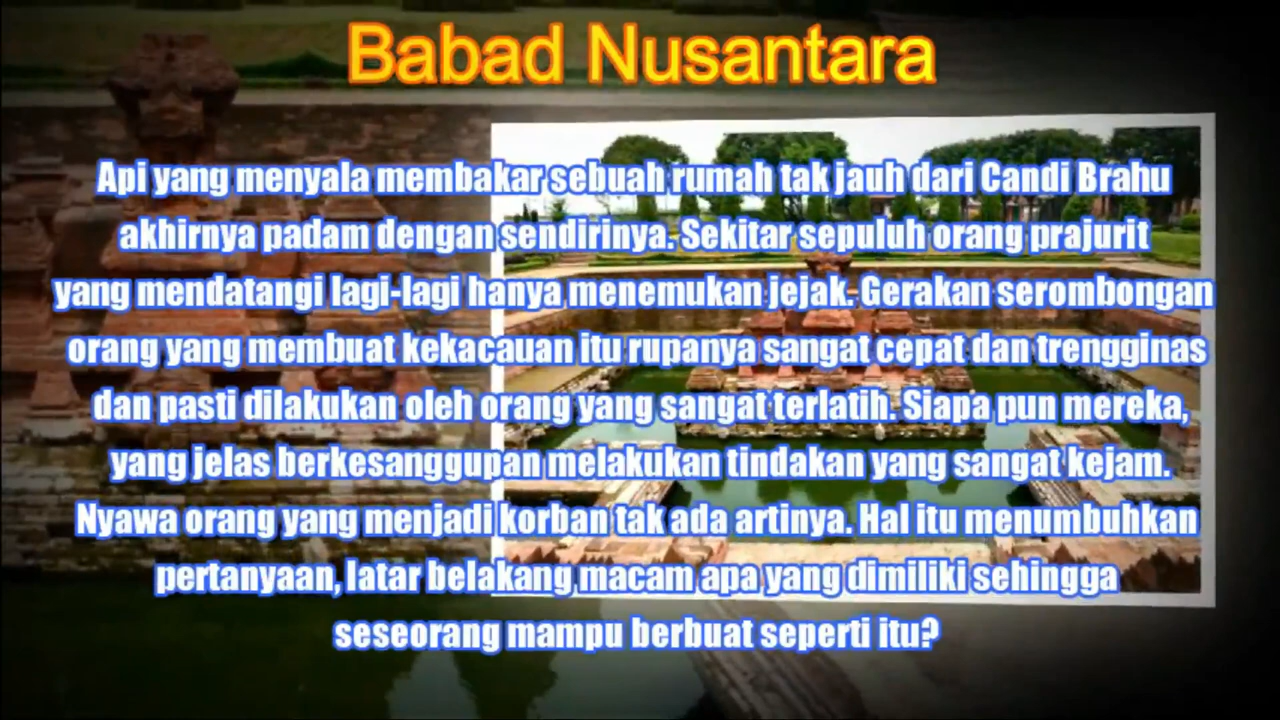 Babad Nusantara
Api yang menyala membakar sebuah rumah tak jauh dari Candi Brahu
akhirnya padam dengan sendirinya. Sekitar sepuluh orang prajurit
yang mendatangi lagi-lagi hanya menemukan jejak. Gerakan serombongan
orang yang membuat kekacauan itu rupanya sangat cepat dan trengginas
dan pasti dilakukan oleh orang yang sangat terlatih. Siapa pun mereka,
yang jelas berkesanggupan melakukan tindakan yang sangat kejam.
Nyawa orang yang menjadi korban tak ada artinya. Hal itu menumbuhkan
pertanyaan, latar belakang macam apa yang dimiliki sehingga
seseorang mampu berbuat seperti itu?